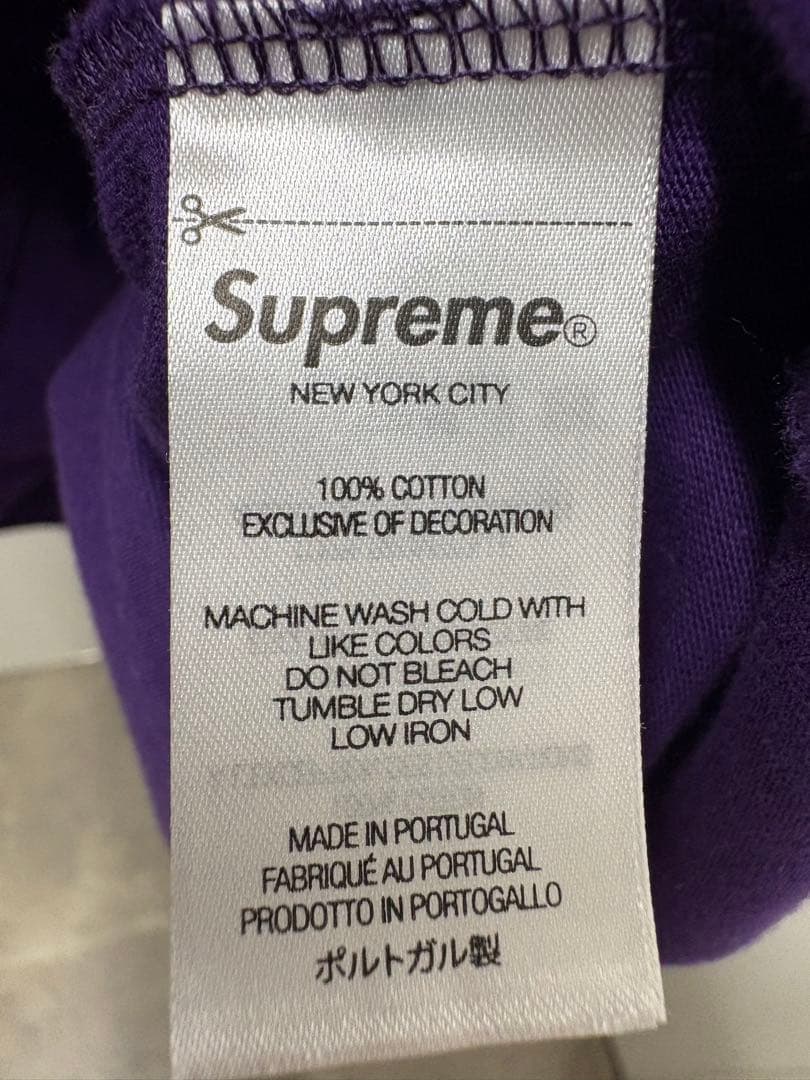 Supreme®
NEW YORK CITY
100% COTTON
EXCLUSIVE OF DECORATION
MACHINE WASH COLD WITH
LIKE COLORS
DO NOT BLEACH
TUMBLE DRY LOW
LOW IRON
MADE IN PORTUGAL
FABRIQUÉ AU PORTUGAL
PRODOTTO IN PORTOGALLO
ポルトガル製